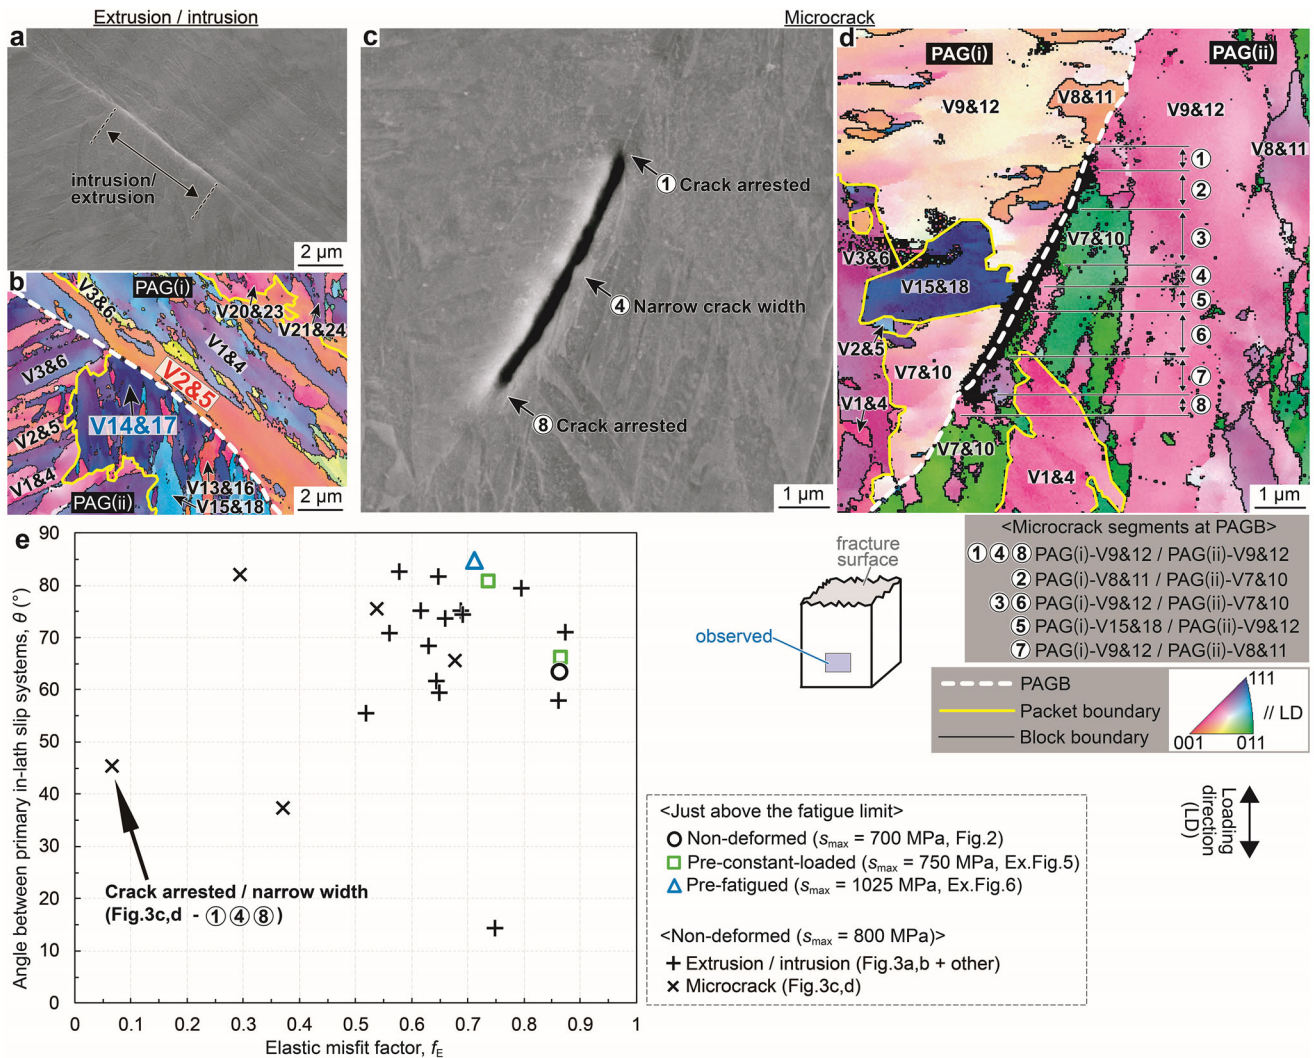 Extrusion / intrusion
Microcrack
a
intrusion/
extrusion
2 µm
b
PAG(i)
V3&6
V20&23
V21&24
V1&4
V3&6
V2&5
V14&17
V2&5
V1&4
V13&16
V15&18
PAG(ii)
2 µm
c
① Crack arrested
④ Narrow crack width
⑧ Crack arrested
1 µm
d
PAG(i)
PAG(ii)
V8&11
V9&12
V9&12
V8&11
①
②
V7&10
③
V3&6
④
V15&18
⑤
⑥
V2&5
V7&10
⑦
V1&4
⑧
V7&10
V1&4
1 µm
e
90
80
70
60
50
40
30
20
10
0
Angle between primary in-lath slip systems, θ (°)
Crack arrested / narrow width
(Fig.3c,d - ①④⑧)
0 0.1 0.2 0.3 0.4 0.5 0.6 0.7 0.8 0.9 1
Elastic misfit factor, fE
fracture
surface
observed
<Microcrack segments at PAGB>
①④⑧ PAG(i)-V9&12 / PAG(ii)-V9&12
② PAG(i)-V8&11 / PAG(ii)-V7&10
③⑥ PAG(i)-V9&12 / PAG(ii)-V7&10
⑤ PAG(i)-V15&18 / PAG(ii)-V9&12
⑦ PAG(i)-V9&12 / PAG(ii)-V8&11
PAGB
Packet boundary
Block boundary
111
// LD
001
011
Loading
direction
(LD)
<Just above the fatigue limit>
Non-deformed (smax = 700 MPa, Fig.2)
Pre-constant-loaded (smax = 750 MPa, Ex.Fig.5)
Pre-fatigued (smax = 1025 MPa, Ex.Fig.6)
<Non-deformed (smax = 800 MPa)>
Extrusion / intrusion (Fig.3a,b + other)
Microcrack (Fig.3c,d)